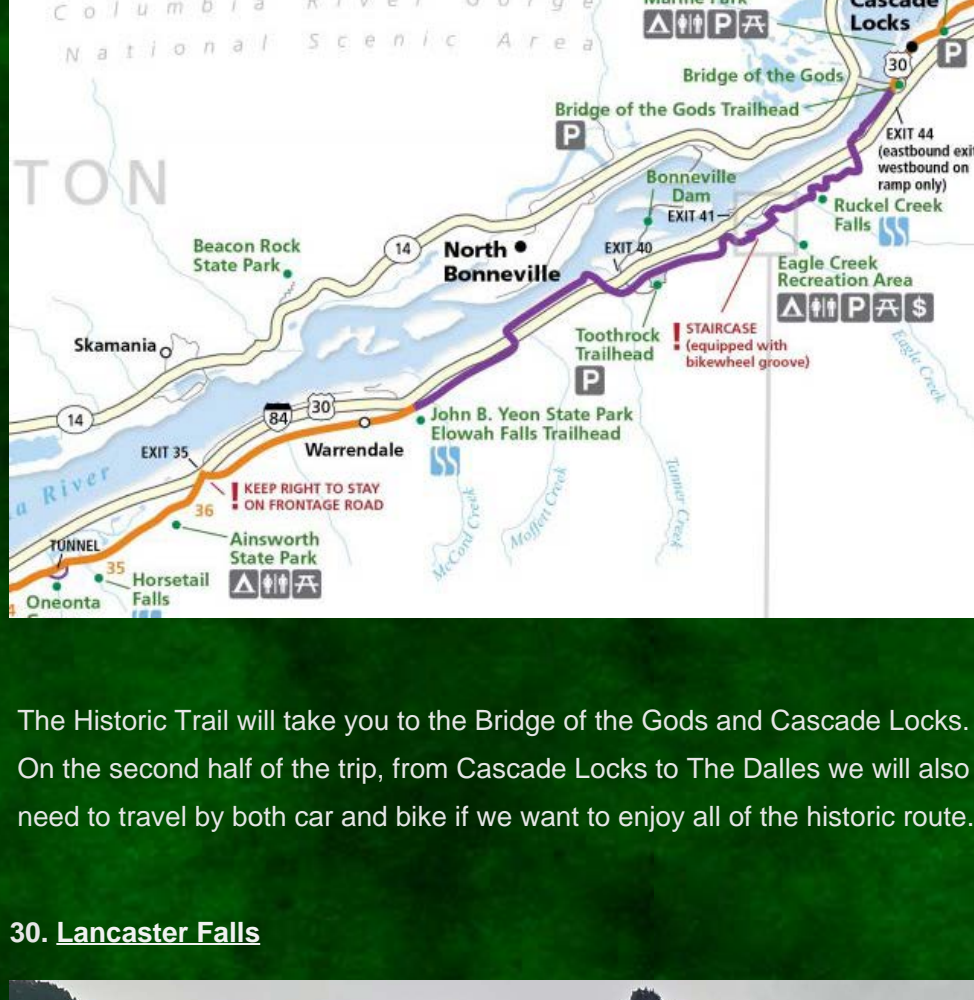 Columbia River Gorge
National Scenic Area
Marine Park
P
Cascade
Locks
30
P
Bridge of the Gods
Bridge of the Gods Trailhead
P
EXIT 44
(eastbound exit
westbound on
ramp only)
TON
Bonneville
Dam
EXIT 41
Ruckel Creek
Falls
Beacon Rock
State Park
14
North
Bonneville
EXIT 40
Eagle Creek
Recreation Area
P $
Skamania
Toothrock
Trailhead
P
! STAIRCASE
(equipped with
bikewheel groove)
Eagle Creek
14
84
30
John B. Yeon State Park
Elowah Falls Trailhead
Warrendale
EXIT 35
River
! KEEP RIGHT TO STAY
ON FRONTAGE ROAD
36
McCord Creek
Moffett Creek
Tanner Creek
Ainsworth
State Park
TUNNEL
35
Horsetail
Falls
Oneonta
The Historic Trail will take you to the Bridge of the Gods and Cascade Locks.
On the second half of the trip, from Cascade Locks to The Dalles we will also
need to travel by both car and bike if we want to enjoy all of the historic route.
30. Lancaster Falls